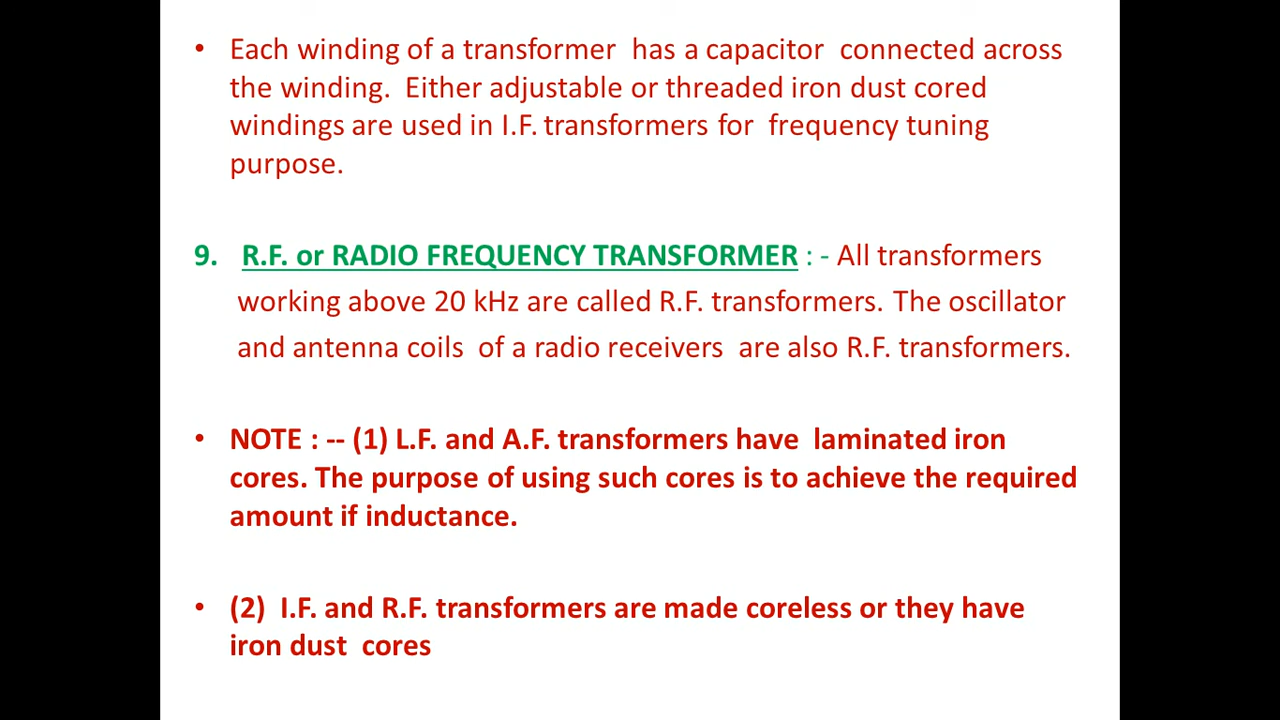 • Each winding of a transformer has a capacitor connected across
the winding. Either adjustable or threaded iron dust cored
windings are used in I.F. transformers for frequency tuning
purpose.
9. R.F. or RADIO FREQUENCY TRANSFORMER : - All transformers
working above 20 kHz are called R.F. transformers. The oscillator
and antenna coils of a radio receivers are also R.F. transformers.
• NOTE : -- (1) L.F. and A.F. transformers have laminated iron
cores. The purpose of using such cores is to achieve the required
amount if inductance.
• (2) I.F. and R.F. transformers are made coreless or they have
iron dust cores